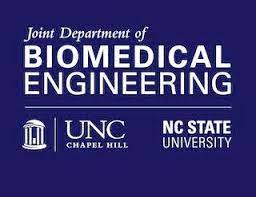 Joint Department of
BIOMEDICAL
ENGINEERING
UNC
CHAPEL HILL
NC STATE
UNIVERSITY